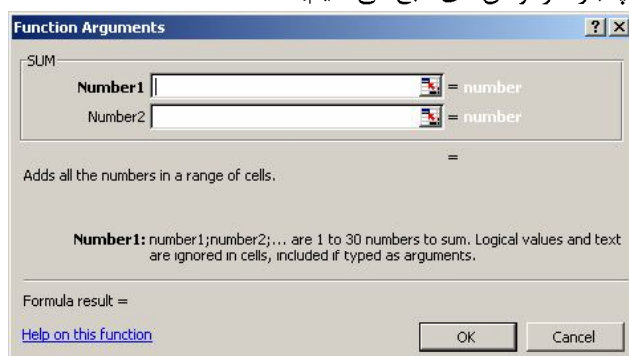 Function Arguments
SUM
Number1 = number
Number2 = number
=
Adds all the numbers in a range of cells.
Number1: number1;number2;... are 1 to 30 numbers to sum. Logical values and text
are ignored in cells, included if typed as arguments.
Formula result =
Help on this function OK Cancel